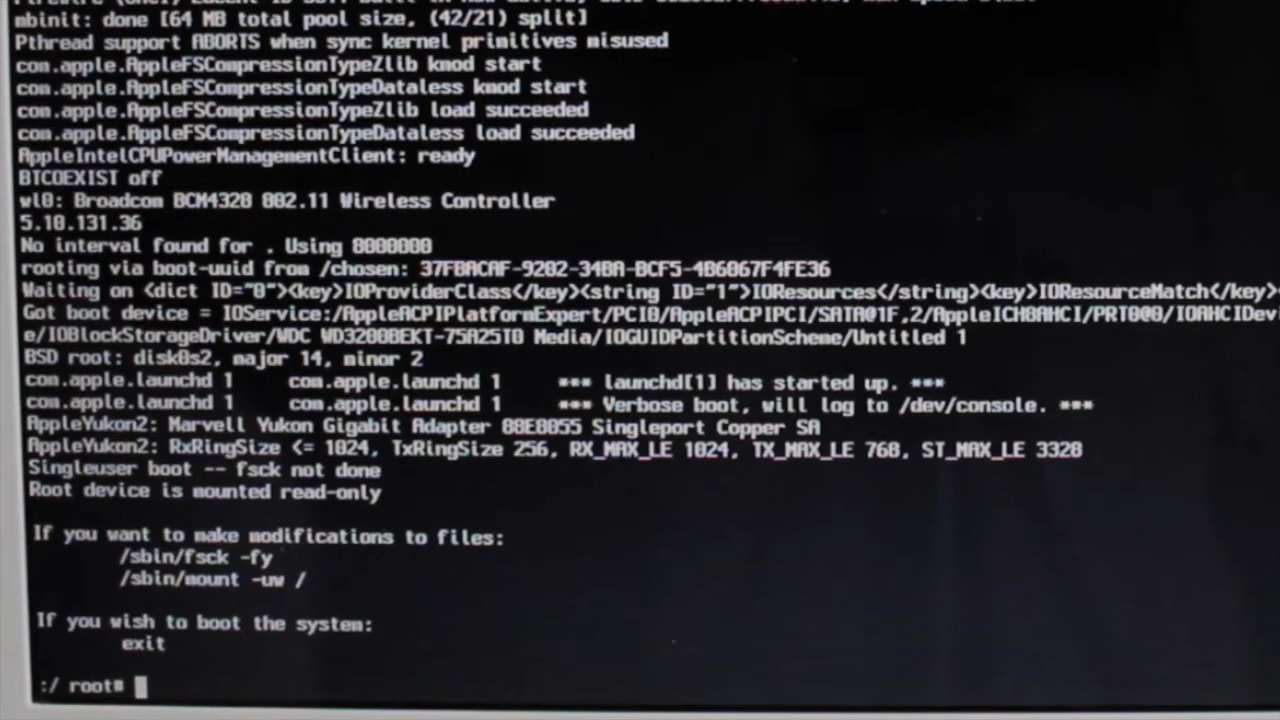 mbinit: done [64 MB total pool size, (42/21) split]
Pthread support ABORTS when sync kernel primitives misused
com.apple.AppleFSCompressionTypeZlib kmod start
com.apple.AppleFSCompressionTypeDataless kmod start
com.apple.AppleFSCompressionTypeZlib load succeeded
com.apple.AppleFSCompressionTypeDataless load succeeded
AppleIntelCPUPowerManagementClient: ready
BTCOEXIST off
wl0: Broadcom BCM4328 802.11 Wireless Controller
5.10.131.36
No interval found for . Using 8000000
rooting via boot-uuid from /chosen: 37FBACAF-9202-34BA-BCF5-4B6067F4FE36
Waiting on <dict ID="0"><key>IOProviderClass</key><string ID="1">IOResources</string><key>IOResourceMatch</key>
Got boot device = IOService:/AppleACPIPlatformExpert/PCI0/AppleACPIPCI/SATA@1F,2/AppleICH8AHCI/PRT0@0/IOAHCIDevi
e/IOBlockStorageDriver/WDC WD3200BEKT-75A25T0 Media/IOGUIDPartitionScheme/Untitled 1
BSD root: disk0s2, major 14, minor 2
com.apple.launchd 1 com.apple.launchd 1 *** launchd[1] has started up. ***
com.apple.launchd 1 com.apple.launchd 1 *** Verbose boot, will log to /dev/console. ***
AppleYukon2: Marvell Yukon Gigabit Adapter 88E8055 Singleport Copper SA
AppleYukon2: RxRingSize <= 1024, TxRingSize 256, RX_MAX_LE 1024, TX_MAX_LE 768, ST_MAX_LE 3328
Singleuser boot -- fsck not done
Root device is mounted read-only
If you want to make modifications to files:
/sbin/fsck -fy
/sbin/mount -uw /
If you wish to boot the system:
exit
:/ root#